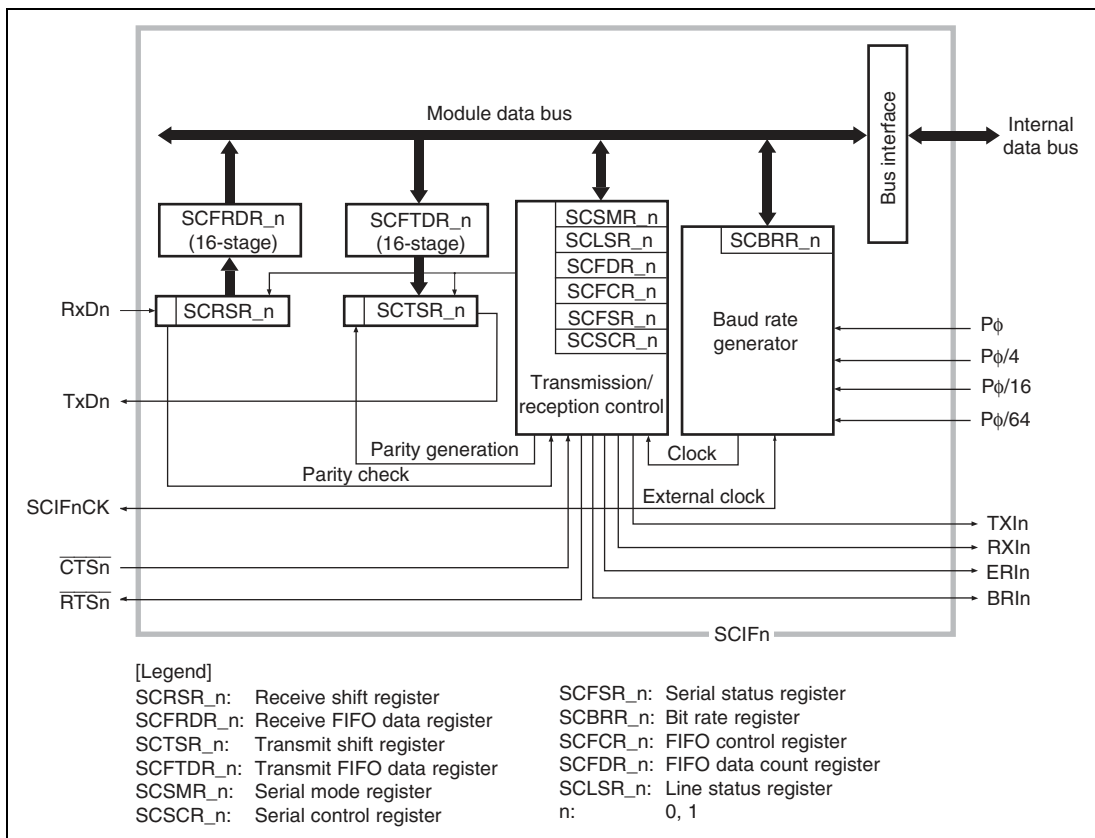 Module data bus
Bus interface
Internal
data bus
SCFRDR_n
(16-stage)
SCFTDR_n
(16-stage)
SCSMR_n
SCLSR_n
SCFDR_n
SCFCR_n
SCFSR_n
SCSCR_n
Transmission/
reception control
SCBRR_n
Baud rate
generator
RxDn
SCRSR_n
SCTSR_n
TxDn
Pϕ
Pϕ/4
Pϕ/16
Pϕ/64
Parity generation
Parity check
Clock
External clock
SCIFnCK
CTSn
RTSn
TXIn
RXIn
ERIn
BRIn
SCIFn
[Legend]
SCRSR_n: Receive shift register
SCFRDR_n: Receive FIFO data register
SCTSR_n: Transmit shift register
SCFTDR_n: Transmit FIFO data register
SCSMR_n: Serial mode register
SCSCR_n: Serial control register
SCFSR_n: Serial status register
SCBRR_n: Bit rate register
SCFCR_n: FIFO control register
SCFDR_n: FIFO data count register
SCLSR_n: Line status register
n: 0, 1